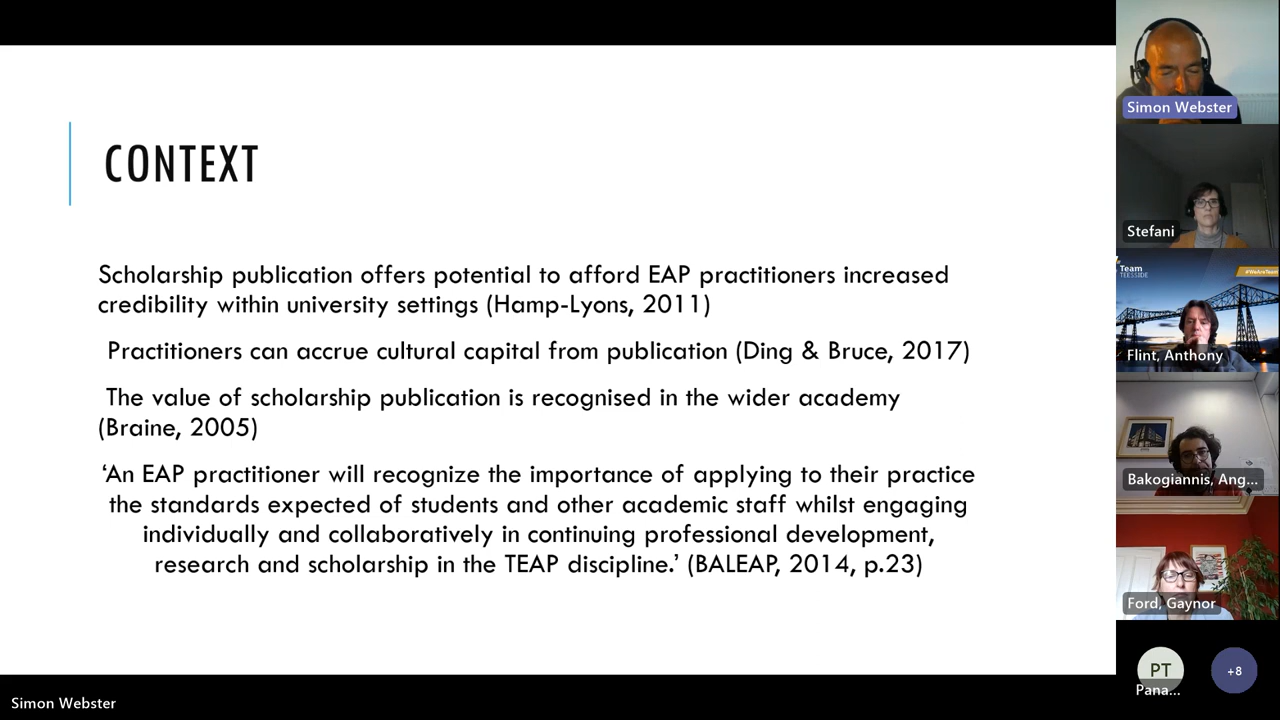 CONTEXT
Scholarship publication offers potential to afford EAP practitioners increased
credibility within university settings (Hamp-Lyons, 2011)
Practitioners can accrue cultural capital from publication (Ding & Bruce, 2017)
The value of scholarship publication is recognised in the wider academy
(Braine, 2005)
‘An EAP practitioner will recognize the importance of applying to their practice
the standards expected of students and other academic staff whilst engaging
individually and collaboratively in continuing professional development,
research and scholarship in the TEAP discipline.’ (BALEAP, 2014, p.23)
Simon Webster
Simon Webster
Stefani
Team
TEESSIDE
#WeAreTeam
Flint, Anthony
Bakogiannis, Ang...
Ford, Gaynor
PT
Pana...
+8